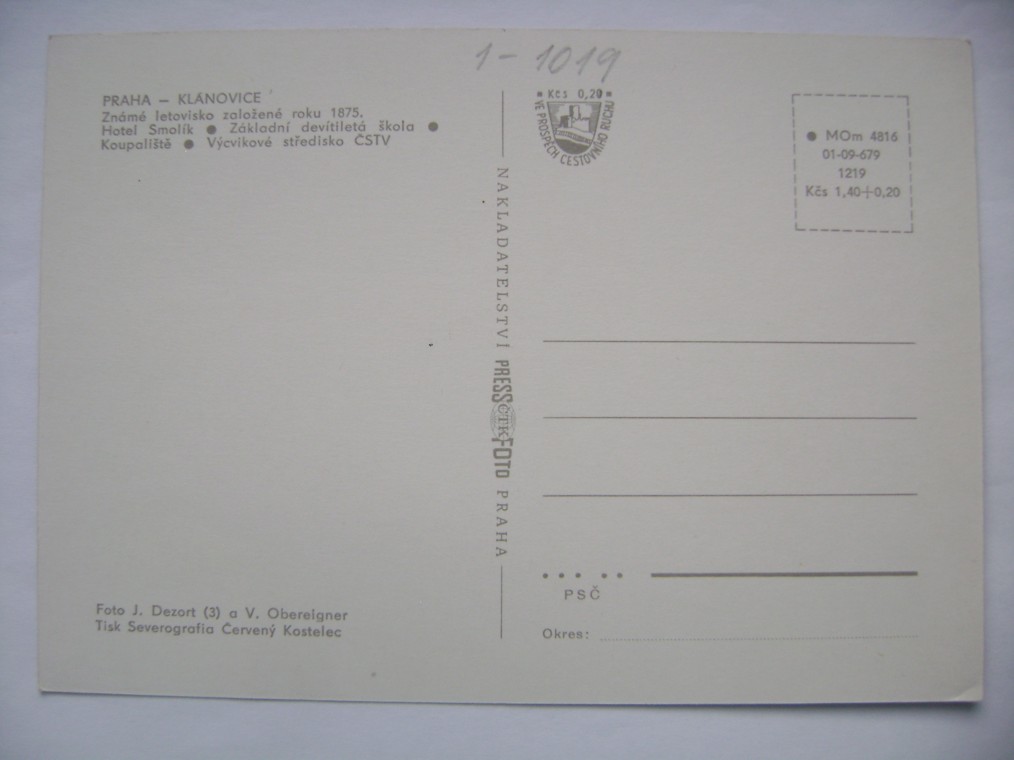 1-1019
PRAHA — KLÁNOVICE
Známé letovisko založené roku 1875.
Hotel Smolík ● Základní devítiletá škola ●
Koupaliště ● Výcvikové středisko ČSTV
Kčs 0,20
VE PROSPĚCH CESTOVNÍHO RUCHU
● MOm 4816
01-09-679
1219
Kčs 1,40+0,20
NAKLADATELSTVÍ PRESSFOTO PRAHA
ČTK
PSČ
Okres:
Foto J. Dezort (3) a V. Obereigner
Tisk Severografia Červený Kostelec